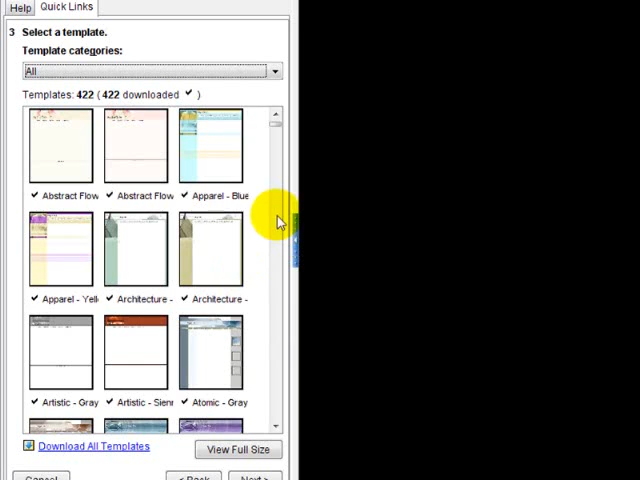 Help Quick Links
3 Select a template.
Template categories:
All
Templates: 422 ( 422 downloaded ✔ )
✔ Abstract Flow ✔ Abstract Flow ✔ Apparel - Blue
✔ Apparel - Yell ✔ Architecture - ✔ Architecture -
✔ Artistic - Gray ✔ Artistic - Sienn ✔ Atomic - Gray
Download All Templates View Full Size
Cancel < Back Next >